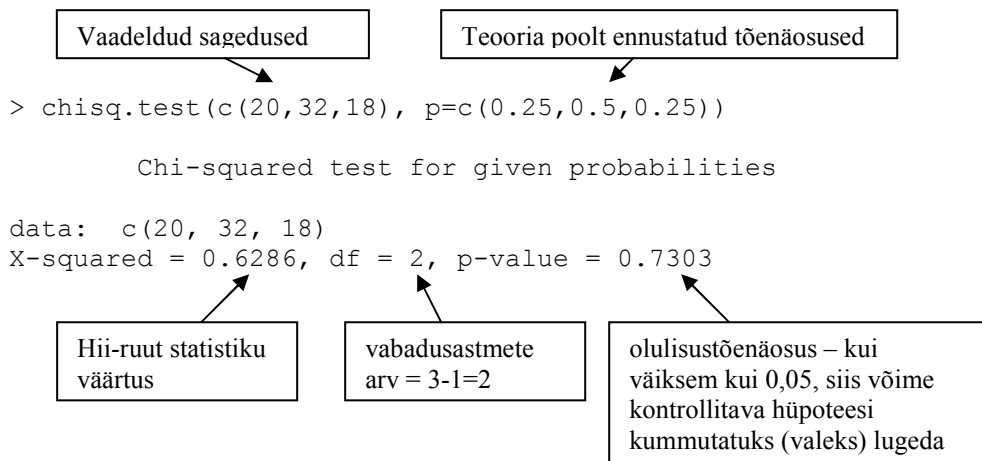 Vaadeldud sagedused
Teooria poolt ennustatud tõenäosused
> chisq.test(c(20,32,18), p=c(0.25,0.5,0.25))
Chi-squared test for given probabilities
data:  c(20, 32, 18)
X-squared = 0.6286, df = 2, p-value = 0.7303
Hii-ruut statistiku
väärtus
vabadusastmete
arv = 3-1=2
olulisustõenäosus – kui
väiksem kui 0,05, siis võime
kontrollitava hüpoteesi
kummutatuks (valeks) lugeda